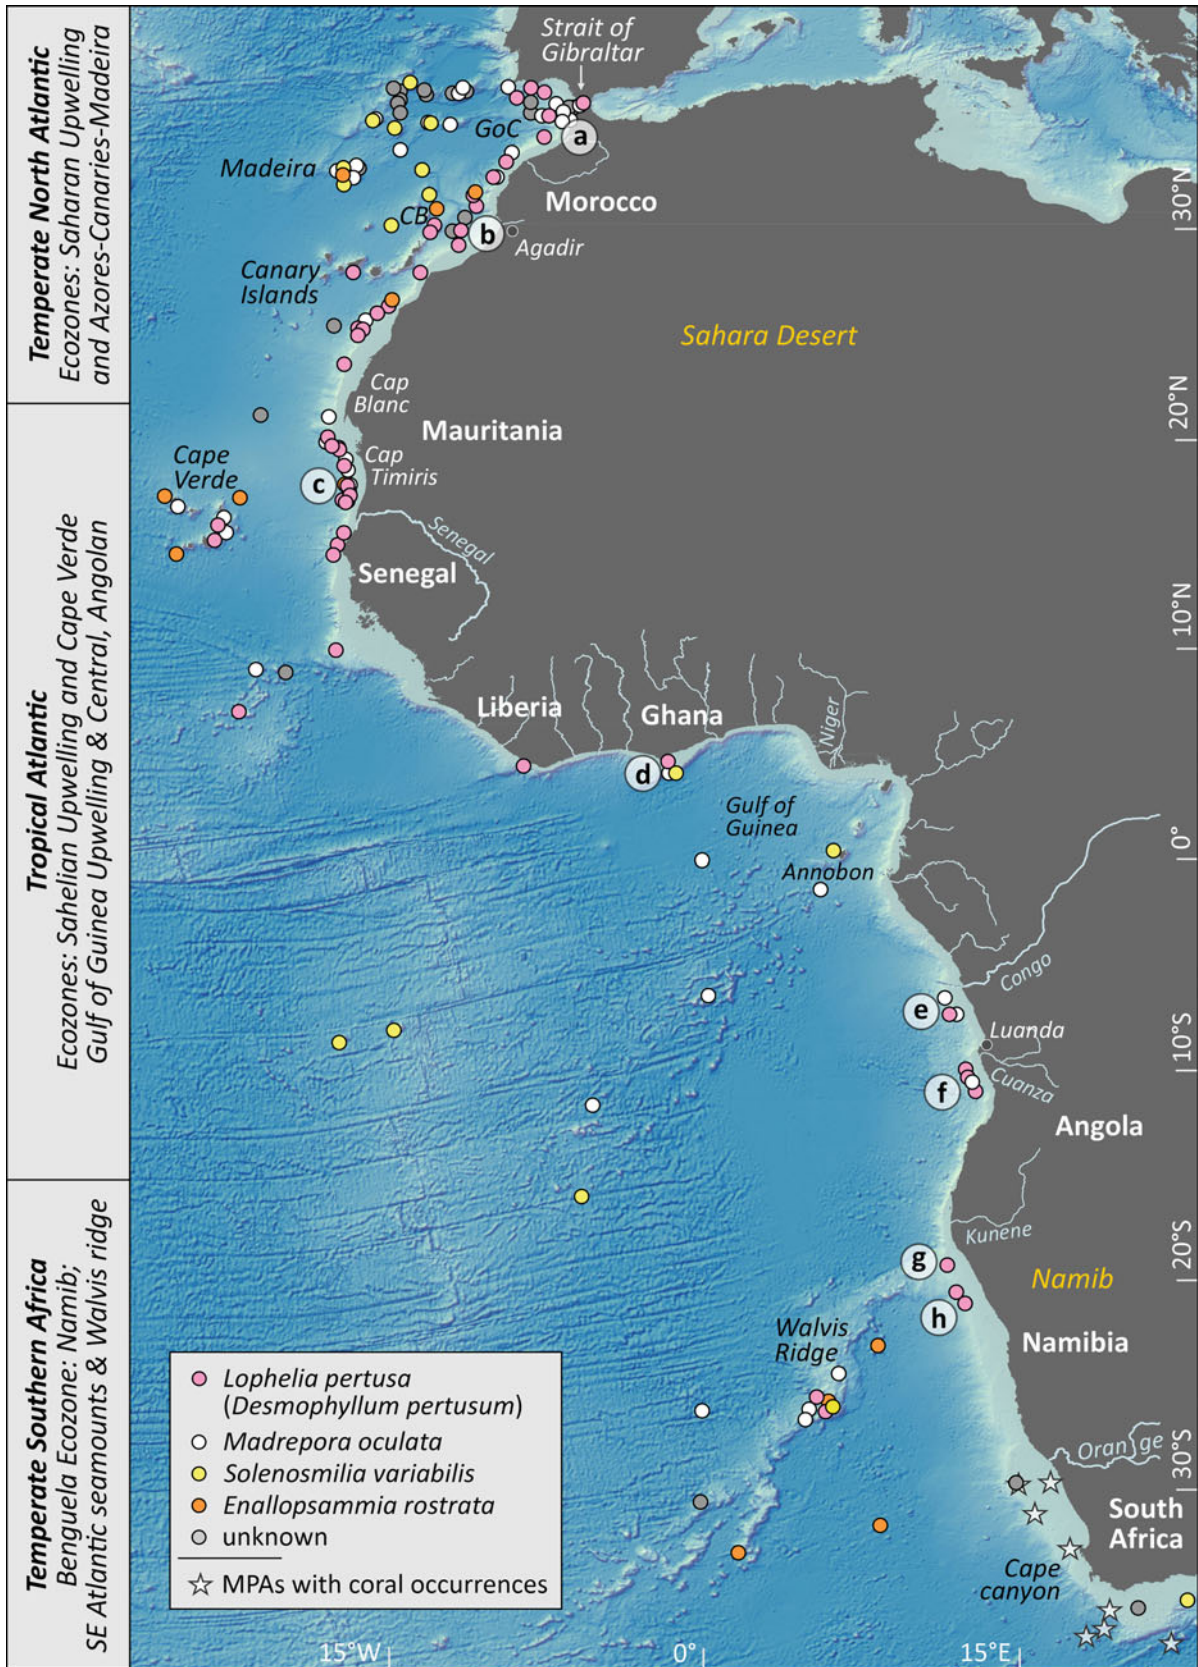 Temperate North Atlantic
Ecozones: Saharan Upwelling
and Azores-Canaries-Madeira
Tropical Atlantic
Eozones: Sahelian Upwelling and Cape Verde
Gulf of Guinea Upwelling & Central, Angolan
Temperate Southern Africa
Benguela Ecozone: Namib;
SE Atlantic seamounts & Walvis ridge
Strait of
Gibraltar
GoC
a
Madeira
Morocco
30°N
CB
b
Agadir
Canary
Islands
Sahara Desert
Cap
Blanc
Mauritania
20°N
Cape
Verde
Cap
Timiris
c
Senegal
Senegal
10°N
Liberia
Ghana
Niger
d
Gulf of
Guinea
0°
Annobon
Congo
e
Luanda
10°S
Cuanza
f
Angola
Kunene
g
20°S
Namib
h
Walvis
Ridge
Namibia
Orange
30°S
South
Africa
Cape
canyon
Lophelia pertusa
(Desmophyllum pertusum)
Madrepora oculata
Solenosmilia variabilis
Enallopsammia rostrata
unknown
MPAs with coral occurrences
15°W
0°
15°E